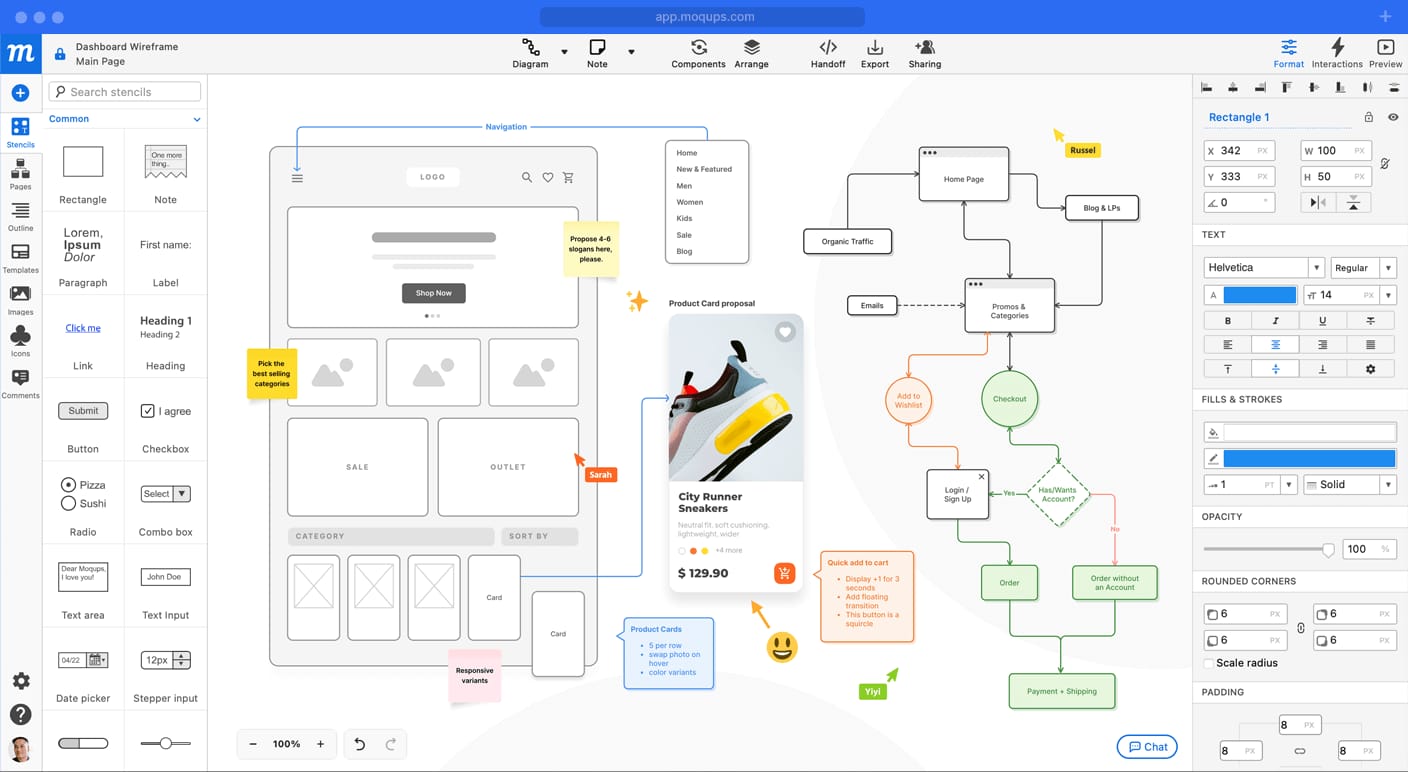 app.moqups.com
m
Dashboard Wireframe
Main Page
Diagram
Note
Components
Arrange
Handoff
Export
Sharing
Format
Interactions
Preview
Stencils
Pages
Outline
Templates
Images
Icons
Comments
Search stencils
Common
One more
thing..
Rectangle
Note
Lorem,
Ipsum
Dolor
First name:
Paragraph
Label
Click me
Heading 1
Heading 2
Link
Heading
Submit
I agree
Button
Checkbox
Pizza
Sushi
Select
Radio
Combo box
Dear Moqups,
I love you!
John Doe
Text area
Text Input
04/22
12px
Date picker
Stepper input
Navigation
LOGO
Shop Now
Propose 4-6
slogans here,
please.
Pick the
best selling
categories
SALE
OUTLET
Sarah
CATEGORY
SORT BY
Card
Card
Responsive
variants
Home
New & Featured
Men
Women
Kids
Sale
Blog
Product Card proposal
City Runner
Sneakers
Neutral fit, soft cushioning,
lightweight, wider
+4 more
$ 129.90
Product Cards
• 5 per row
• swap photo on
hover
• color variants
Quick add to cart
• Display +1 for 3
seconds
• Add floating
transition
• This button is a
squircle
Yiyi
Russel
Home Page
Blog & LPs
Organic Traffic
Emails
Promos &
Categories
Add to
Wishlist
Checkout
Login /
Sign Up
Yes
Has/Wants
Account?
No
Order
Order without
an Account
Payment + Shipping
100%
Chat
Rectangle 1
X 342 PX
W 100 PX
Y 333 PX
H 50 PX
0 °
TEXT
Helvetica
Regular
A
14 PX
B I U T
FILLS & STROKES
1 PT
Solid
OPACITY
100 %
ROUNDED CORNERS
6 PX
6 PX
6 PX
6 PX
Scale radius
PADDING
8 PX
8 PX
8 PX